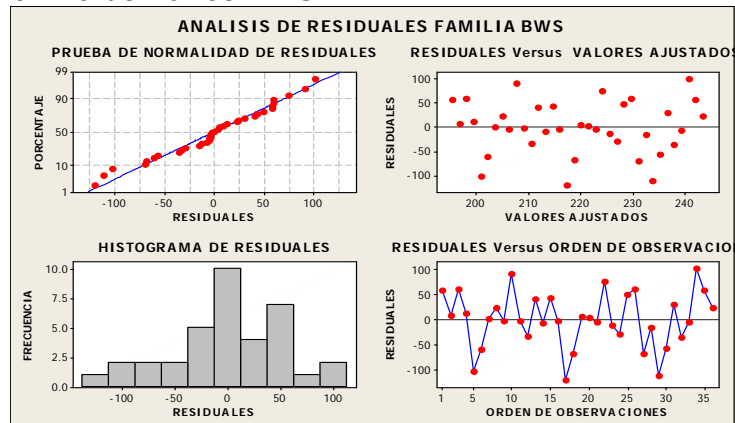 ANALISIS DE RESIDUALES FAMILIA BWS
PRUEBA DE NORMALIDAD DE RESIDUALES
99
90
50
10
1
PORCENTAJE
-100 -50 0 50 100
RESIDUALES
RESIDUALES Versus VALORES AJUSTADOS
100
50
0
-50
-100
RESIDUALES
200 210 220 230 240
VALORES AJUSTADOS
HISTOGRAMA DE RESIDUALES
10.0
7.5
5.0
2.5
0.0
FRECUENCIA
-100 -50 0 50 100
RESIDUALES
RESIDUALES Versus ORDEN DE OBSERVACIO
100
50
0
-50
-100
RESIDUALES
1 5 10 15 20 25 30 35
ORDEN DE OBSERVACIONES